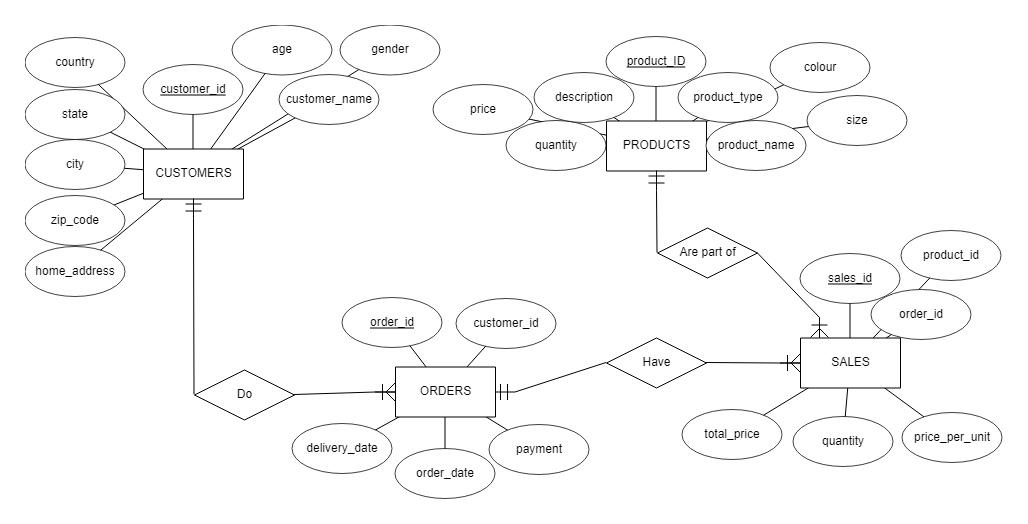 age
gender
country
customer_id
customer_name
state
city
CUSTOMERS
zip_code
home_address
product_ID
colour
description
product_type
price
size
quantity
PRODUCTS
product_name
Are part of
product_id
sales_id
order_id
order_id
customer_id
Do
ORDERS
Have
SALES
delivery_date
order_date
payment
total_price
quantity
price_per_unit